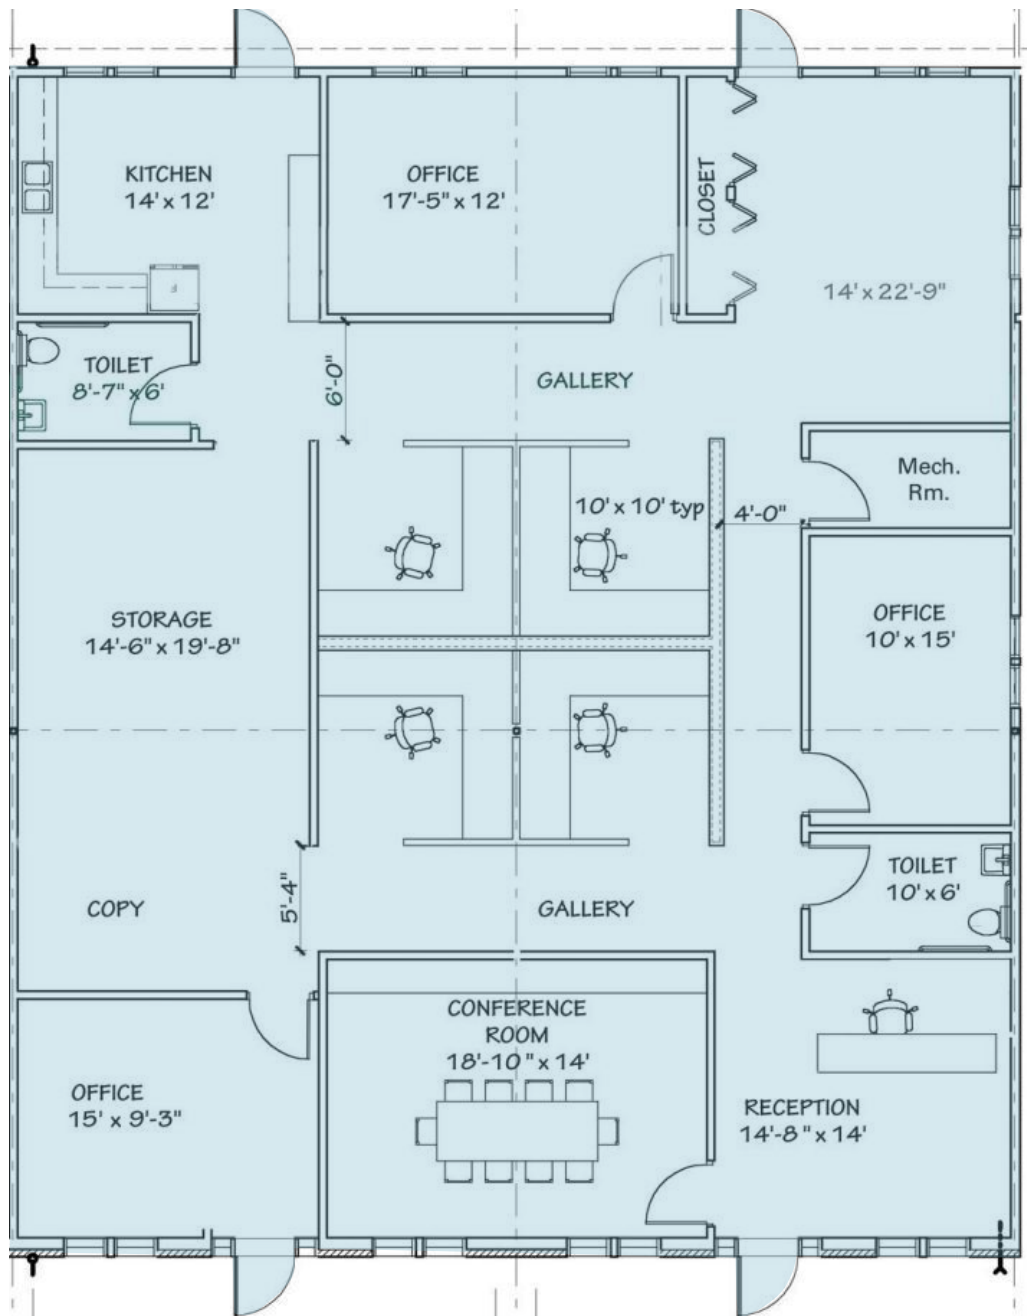 KITCHEN
14' x 12'
OFFICE
17'-5" x 12'
CLOSET
14' x 22'-9"
F
TOILET
8'-7" x 6'
6'-0"
GALLERY
Mech.
Rm.
10' x 10' typ
4'-0"
STORAGE
14'-6" x 19'-8"
OFFICE
10' x 15'
TOILET
10' x 6'
5'-4"
COPY
GALLERY
CONFERENCE
ROOM
18'-10" x 14'
OFFICE
15' x 9'-3"
RECEPTION
14'-8" x 14'